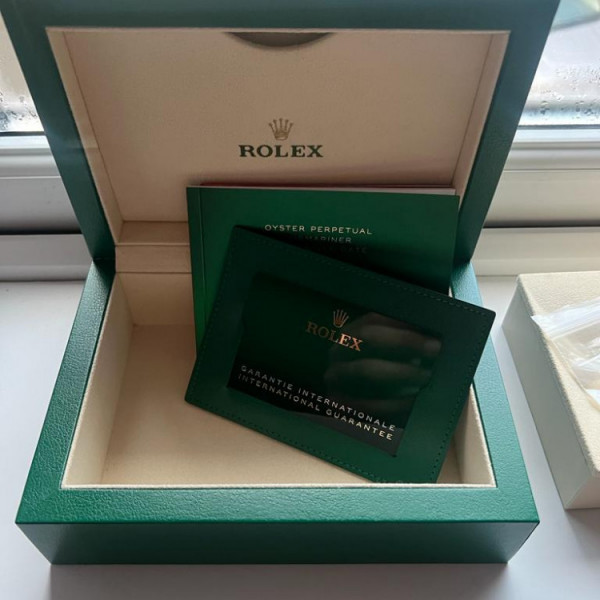 ROLEX
OYSTER PERPETUAL
ROLEX
GARANTIE INTERNATIONALE
INTERNATIONAL GUARANTEE